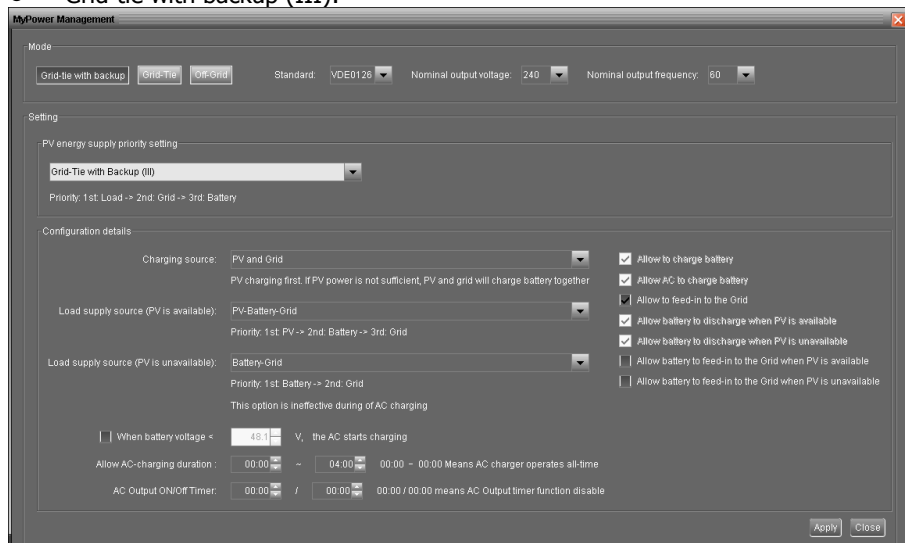 Grid-tie with backup (III):
MyPower Management
Mode
Grid-tie with backup Grid-Tie Off-Grid Standard: VDE0126 Nominal output voltage: 240 Nominal output frequency: 60
Setting
PV energy supply priority setting
Grid-Tie with Backup (III)
Priority: 1st: Load -> 2nd: Grid -> 3rd: Battery
Configuration details
Charging source: PV and Grid
PV charging first. If PV power is not sufficient, PV and grid will charge battery together
Load supply source (PV is available): PV-Battery-Grid
Priority: 1st: PV -> 2nd: Battery -> 3rd: Grid
Load supply source (PV is unavailable): Battery-Grid
Priority: 1st: Battery -> 2nd: Grid
This option is ineffective during of AC charging
When battery voltage < 48.1 V, the AC starts charging
Allow AC-charging duration : 00:00 ~ 04:00 00:00 ~ 00:00 Means AC charger operates all-time
AC Output ON/Off Timer: 00:00 / 00:00 00:00 / 00:00 means AC Output timer function disable
Allow to charge battery
Allow AC to charge battery
Allow to feed-in to the Grid
Allow battery to discharge when PV is available
Allow battery to discharge when PV is unavailable
Allow battery to feed-in to the Grid when PV is available
Allow battery to feed-in to the Grid when PV is unavailable
Apply Close